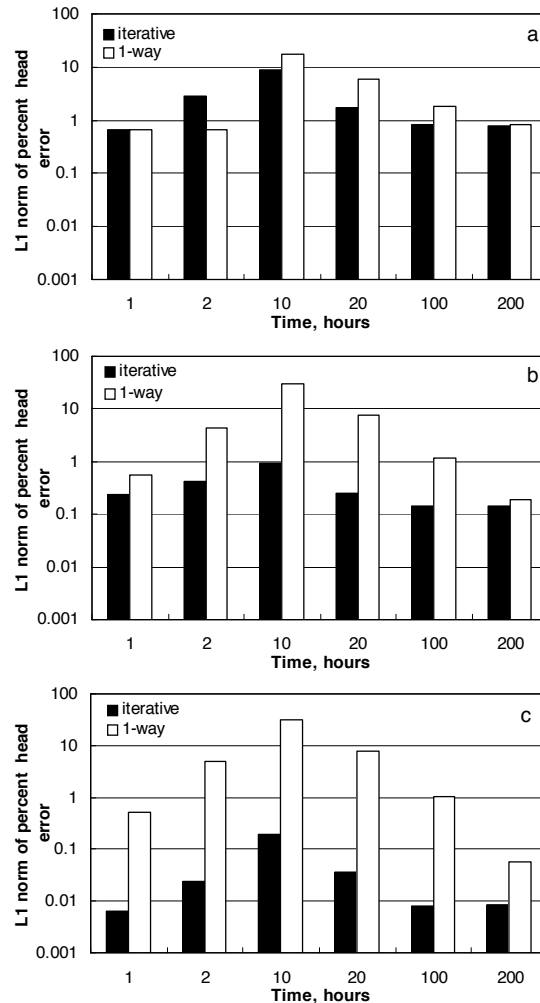 100
10
1
0.1
0.01
0.001
L1 norm of percent head
error
iterative
1-way
a
1 2 10 20 100 200
Time, hours
100
10
1
0.1
0.01
0.001
L1 norm of percent head
error
iterative
1-way
b
1 2 10 20 100 200
Time, hours
100
10
1
0.1
0.01
0.001
L1 norm of percent head
error
iterative
1-way
c
1 2 10 20 100 200
Time, hours